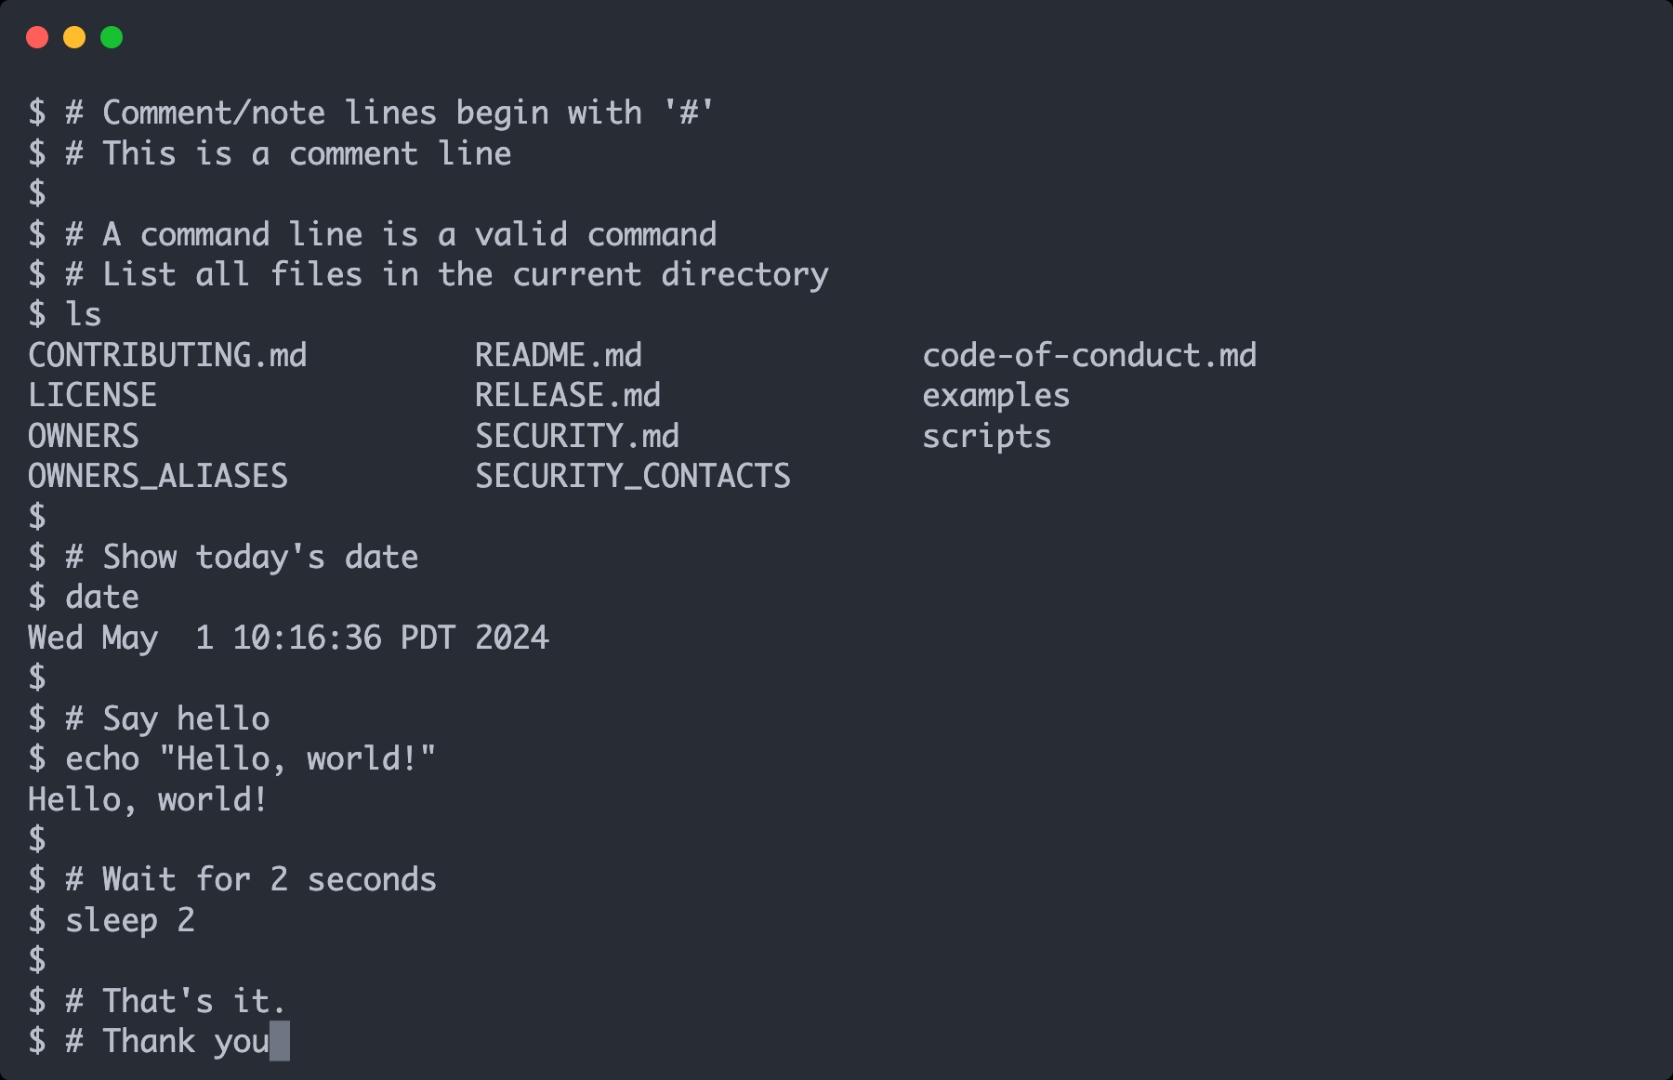 $ # Comment/note lines begin with '#'
$ # This is a comment line
$
$ # A command line is a valid command
$ # List all files in the current directory
$ ls
CONTRIBUTING.md         README.md               code-of-conduct.md
LICENSE                 RELEASE.md              examples
OWNERS                  SECURITY.md             scripts
OWNERS_ALIASES          SECURITY_CONTACTS
$
$ # Show today's date
$ date
Wed May  1 10:16:36 PDT 2024
$
$ # Say hello
$ echo "Hello, world!"
Hello, world!
$
$ # Wait for 2 seconds
$ sleep 2
$
$ # That's it.
$ # Thank you